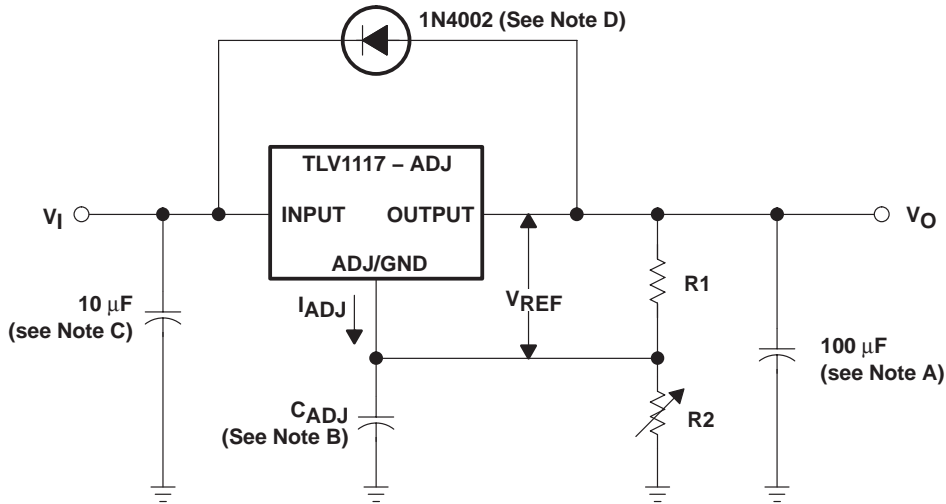 1N4002 (See Note D)
TLV1117 – ADJ
VI
INPUT
OUTPUT
VO
ADJ/GND
10 μF
(see Note C)
IADJ
VREF
R1
100 μF
(see Note A)
CADJ
(See Note B)
R2